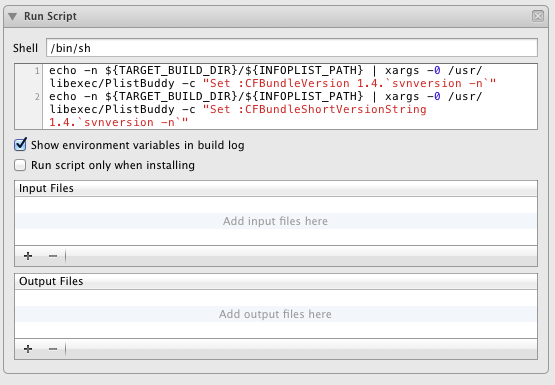 Run Script
Shell /bin/sh
1 echo -n ${TARGET_BUILD_DIR}/${INFOPLIST_PATH} | xargs -0 /usr/
libexec/PlistBuddy -c "Set :CFBundleVersion 1.4.`svnversion -n`"
2 echo -n ${TARGET_BUILD_DIR}/${INFOPLIST_PATH} | xargs -0 /usr/
libexec/PlistBuddy -c "Set :CFBundleShortVersionString
1.4.`svnversion -n`"
Show environment variables in build log
Run script only when installing
Input Files
Add input files here
Output Files
Add output files here